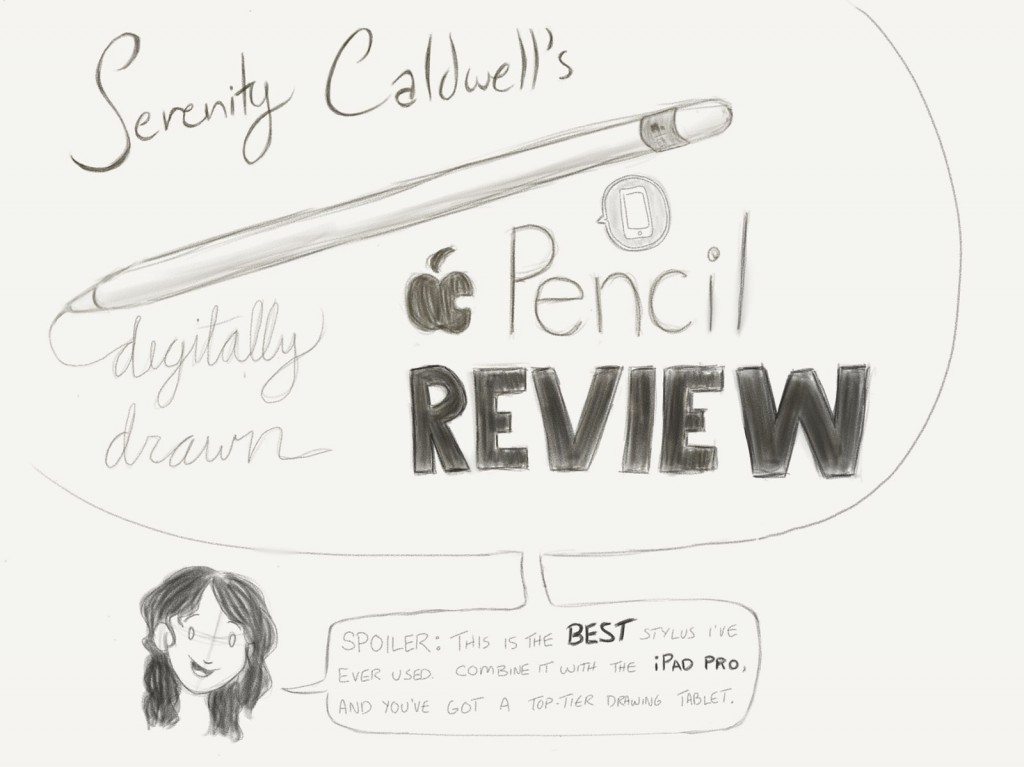 Serenity Caldwell's
Pencil
digitally
drawn
REVIEW
SPOILER: THIS IS THE BEST STYLUS I'VE
EVER USED. COMBINE IT WITH THE iPAD PRO,
AND YOU'VE GOT A TOP-TIER DRAWING TABLET.